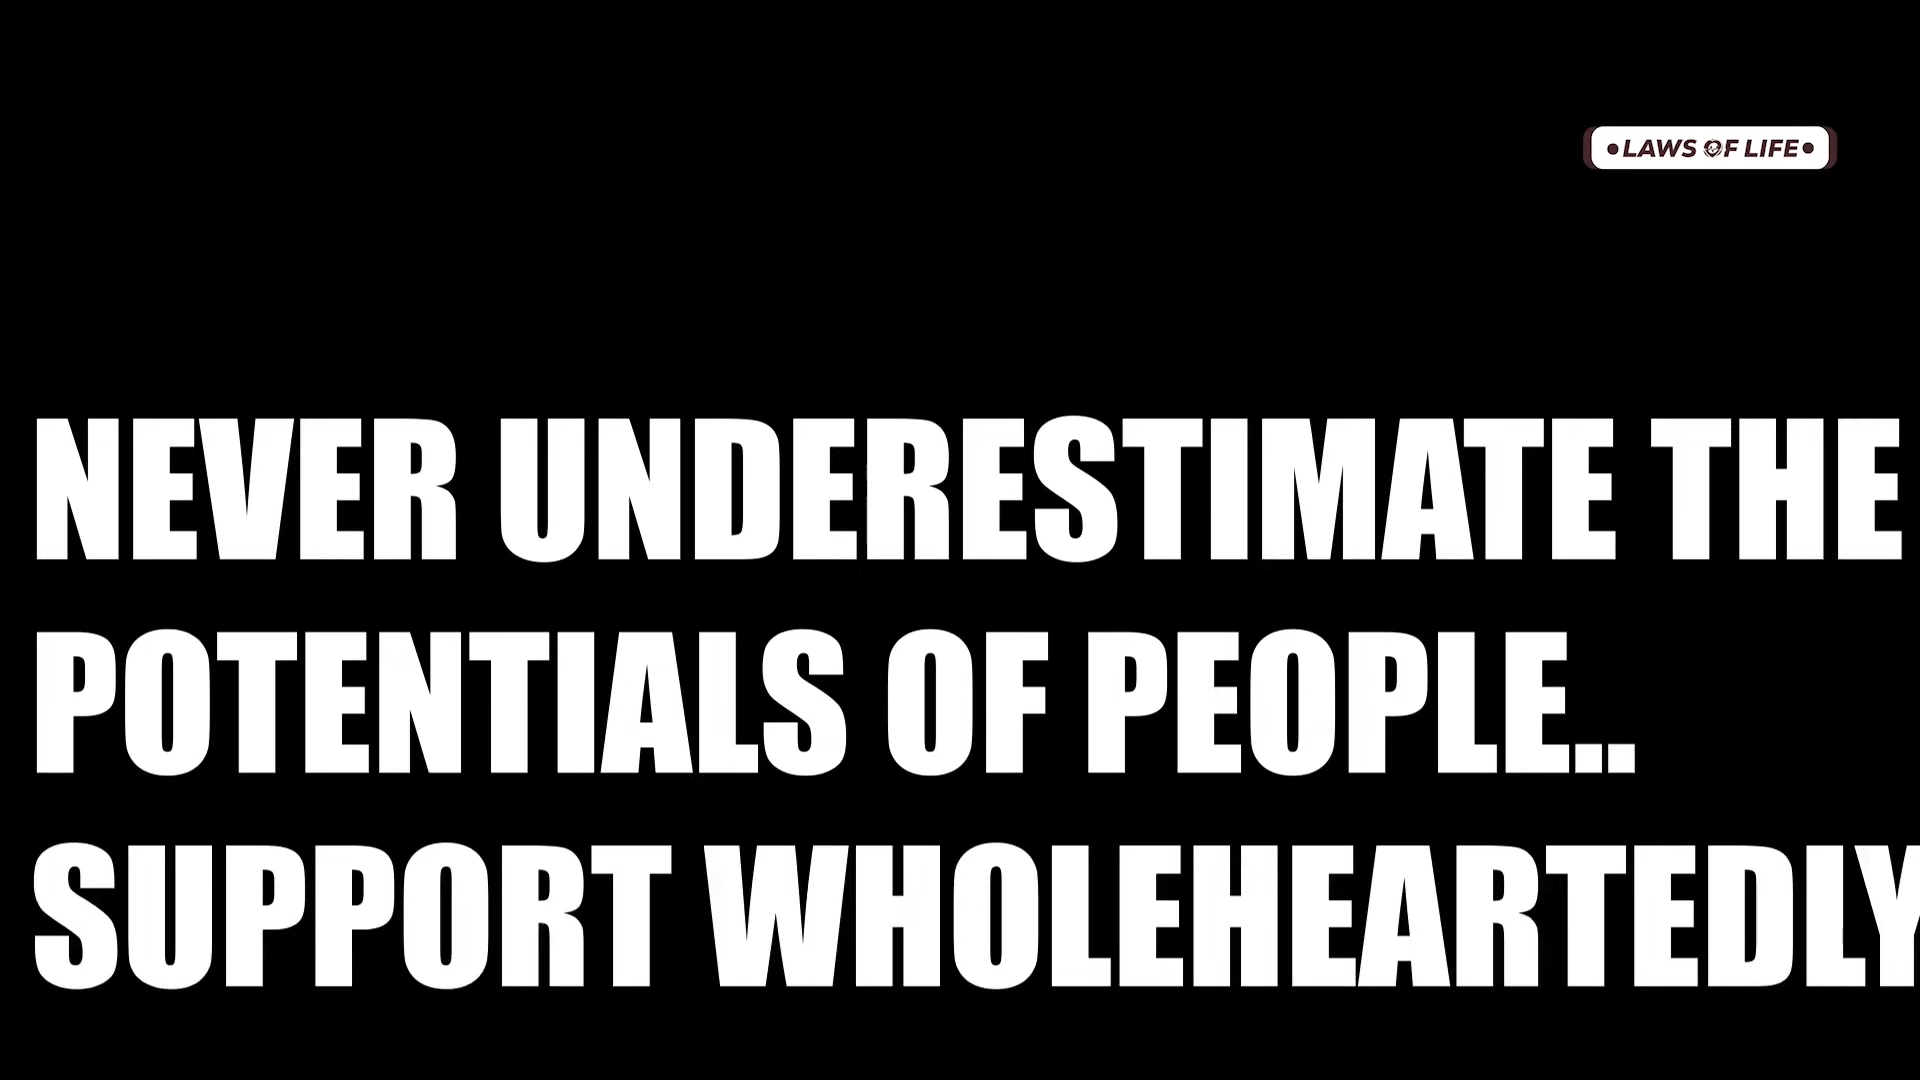 •LAWS OF LIFE•
NEVER UNDERESTIMATE THE
POTENTIALS OF PEOPLE..
SUPPORT WHOLEHEARTEDLY